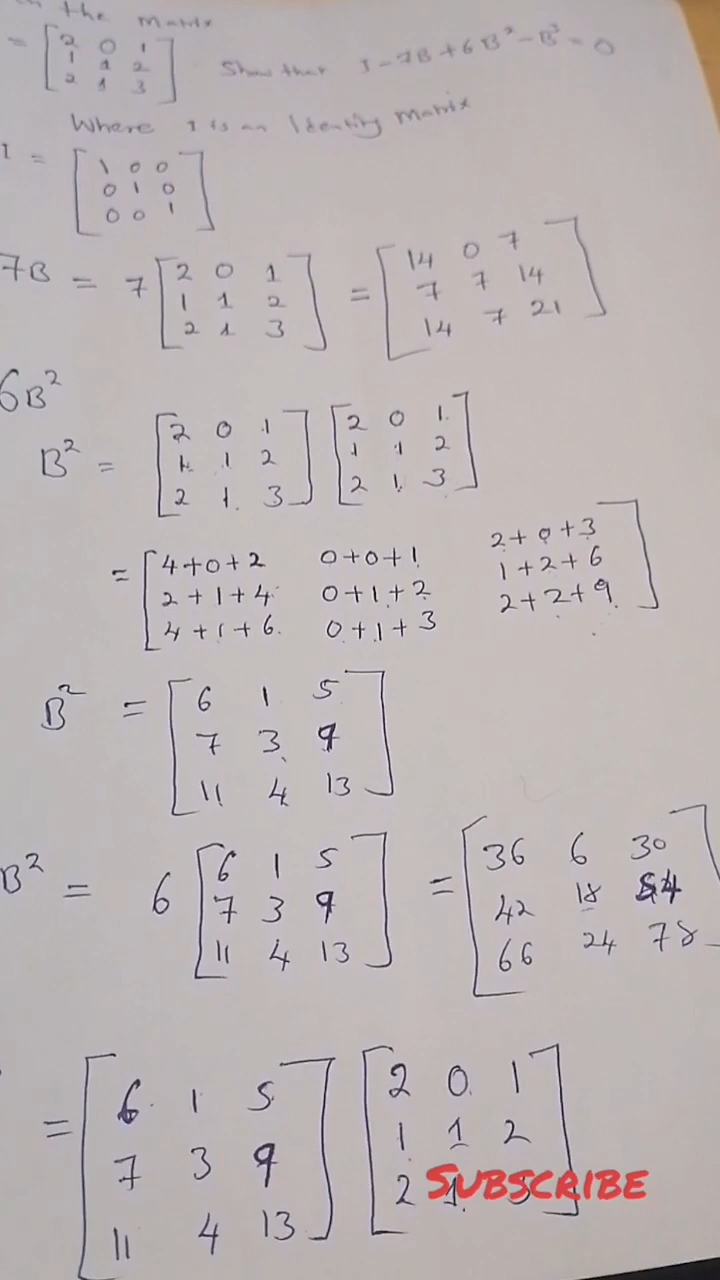 the matrix
= [2 0 1
1 1 2
2 1 3] Show that I - 7B + 6B² - B³ = 0
Where I is an Identity matrix
I = [1 0 0
0 1 0
0 0 1]
7B = 7 [2 0 1
1 1 2
2 1 3] = [14 0 7
7 7 14
14 7 21]
6B²
B² = [2 0 1
1 1 2
2 1 3] [2 0 1
1 1 2
2 1 3]
= [4+0+2 0+0+1 2+0+3
2+1+4 0+1+2 1+2+6
4+1+6 0+1+3 2+2+9]
B² = [6 1 5
7 3 9
11 4 13]
B² = 6 [6 1 5
7 3 9
11 4 13] = [36 6 30
42 18 54
66 24 78
= [6 1 5
7 3 9
11 4 13] [2 0 1
1 1 2
2 1 3]
SUBSCRIBE